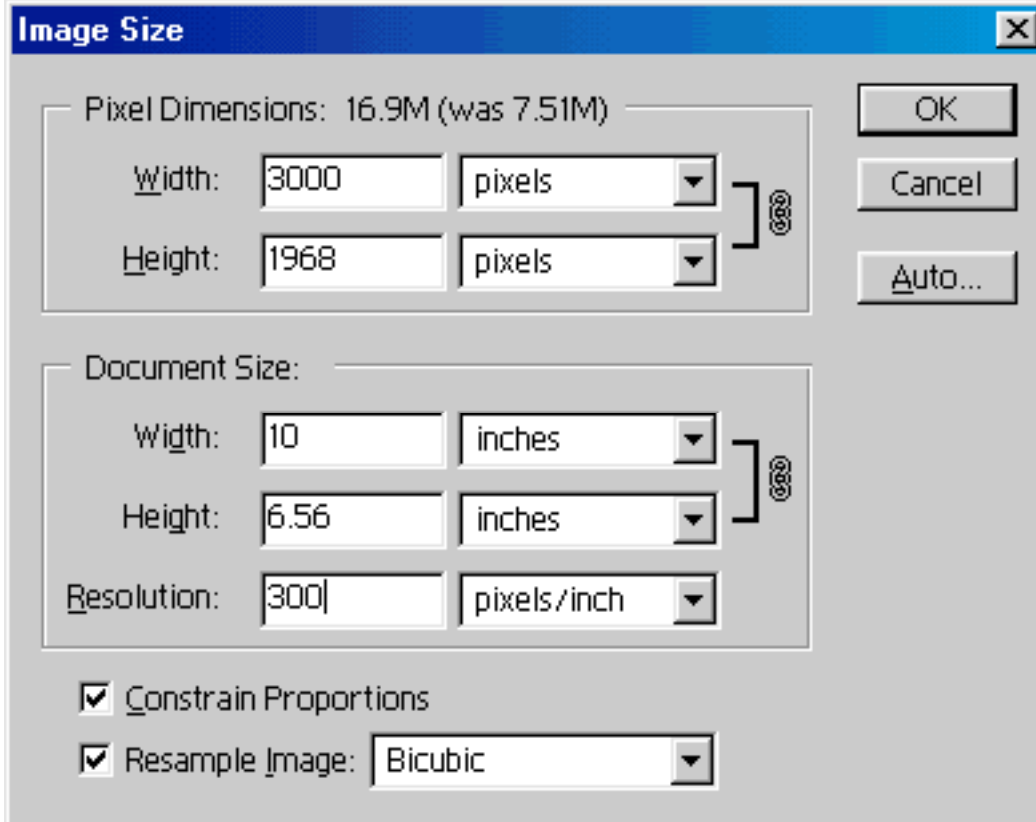 Image Size
Pixel Dimensions: 16.9M (was 7.51M)
Width: 3000 pixels
Height: 1968 pixels
OK
Cancel
Auto...
Document Size:
Width: 10 inches
Height: 6.56 inches
Resolution: 300 pixels/inch
Constrain Proportions
Resample Image: Bicubic